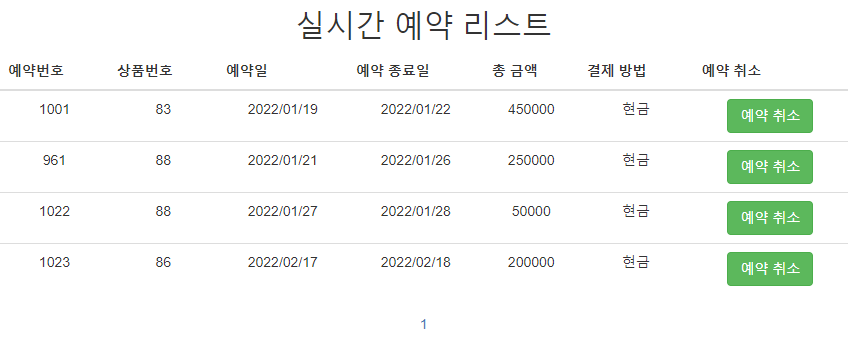 실시간 예약 리스트
예약번호 상품번호 예약일 예약 종료일 총 금액 결제 방법 예약 취소
1001 83 2022/01/19 2022/01/22 450000 현금 예약 취소
961 88 2022/01/21 2022/01/26 250000 현금 예약 취소
1022 88 2022/01/27 2022/01/28 50000 현금 예약 취소
1023 86 2022/02/17 2022/02/18 200000 현금 예약 취소
1